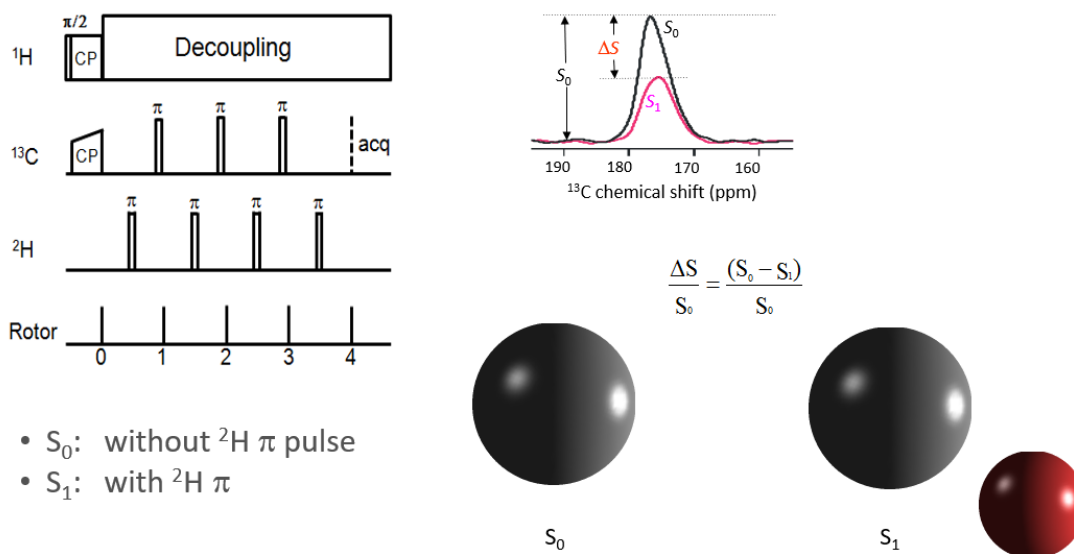 π/2
¹H
CP
Decoupling
π π π
¹³C
CP
acq
π π π π
²H
Rotor
0 1 2 3 4
• S₀: without ²H π pulse
• S₁: with ²H π
S₀
ΔS
S₀
S₁
190 180 170 160
¹³C chemical shift (ppm)
ΔS/S₀ = (S₀ − S₁)/S₀
S₀ S₁